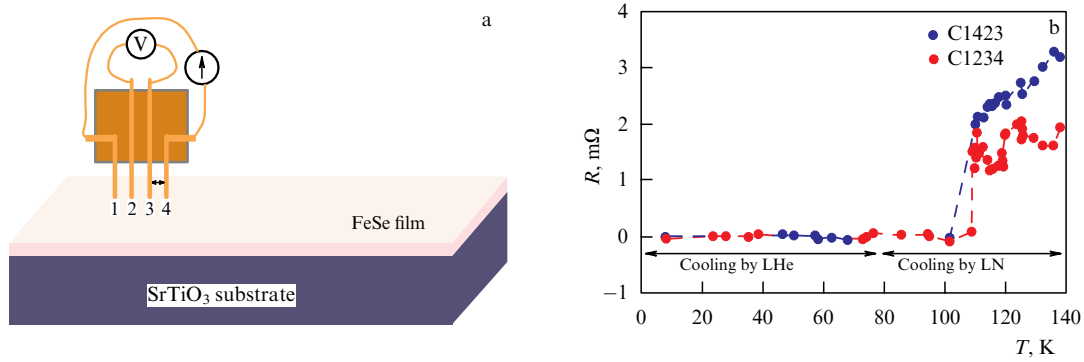 a
V
1 2 3 4
FeSe film
SrTiO₃ substrate
b
C1423
C1234
R, mΩ
4
3
2
1
0
−1
Cooling by LHe
Cooling by LN
0 20 40 60 80 100 120 140
T, K